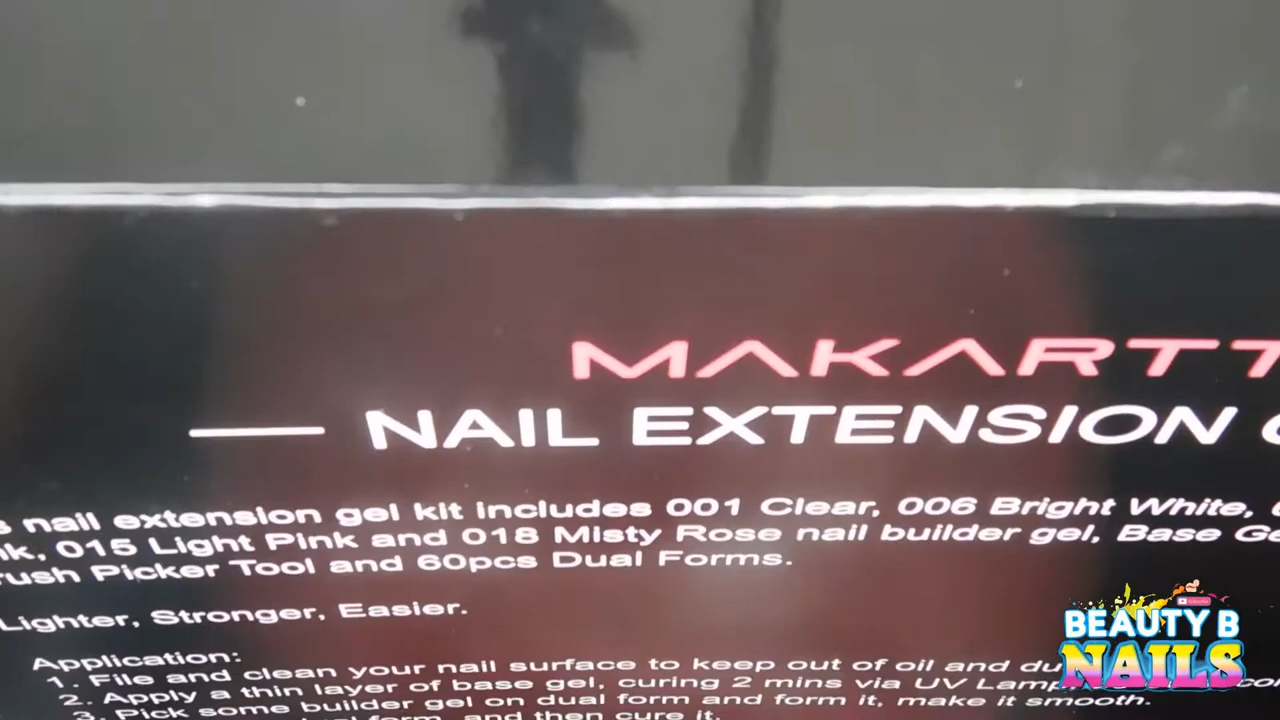 MAKARTT
NAIL EXTENSION
nail extension gel kit includes 001 Clear, 006 Bright White,
015 Light Pink and 018 Misty Rose nail builder gel, Base
Picker Tool and 60pcs Dual Forms.
Lighter, Stronger, Easier.
Application:
1. File and clean your nail surface to keep out of oil and
2. Apply a thin layer of base gel, curing 2 mins via UV Lamp
3. Pick some builder gel on dual form and form it, make it smooth.
dual form, and then cure it.
BEAUTY B
NAILS